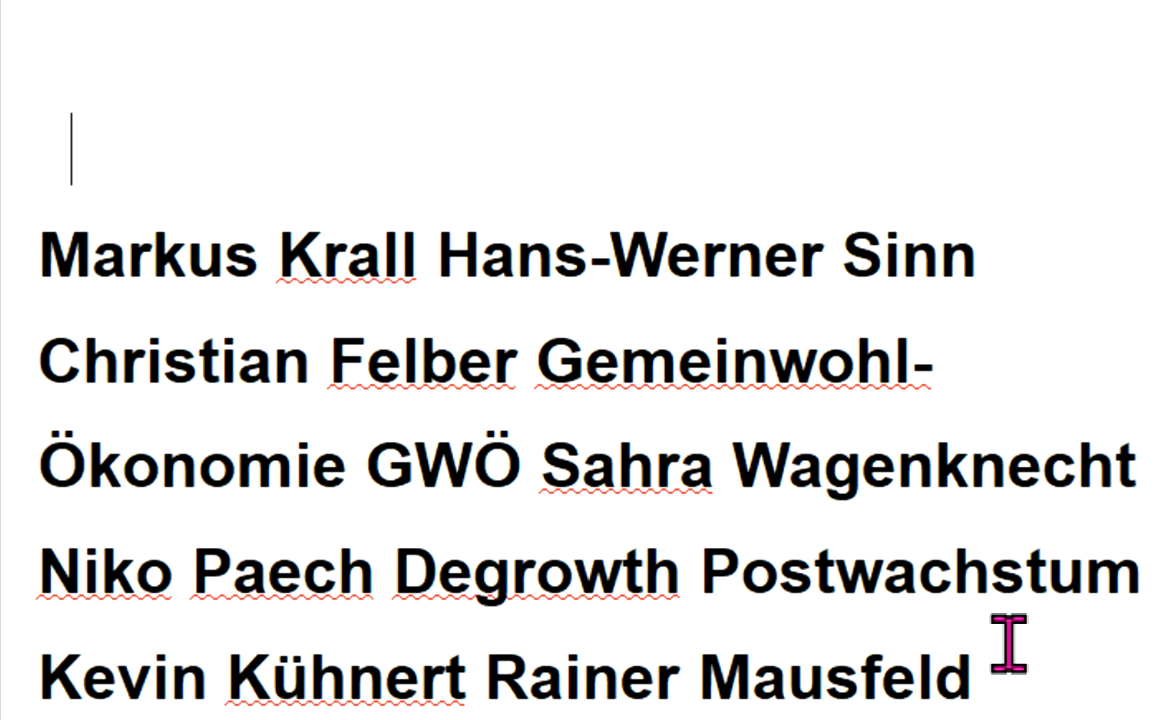 Markus Krall Hans-Werner Sinn
Christian Felber Gemeinwohl-
Ökonomie GWÖ Sahra Wagenknecht
Niko Paech Degrowth Postwachstum
Kevin Kühnert Rainer Mausfeld